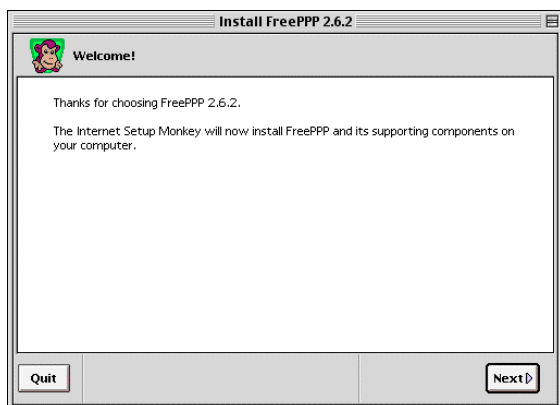 Install FreePPP 2.6.2
Welcome!
Thanks for choosing FreePPP 2.6.2.
The Internet Setup Monkey will now install FreePPP and its supporting components on
your computer.
Quit
Next